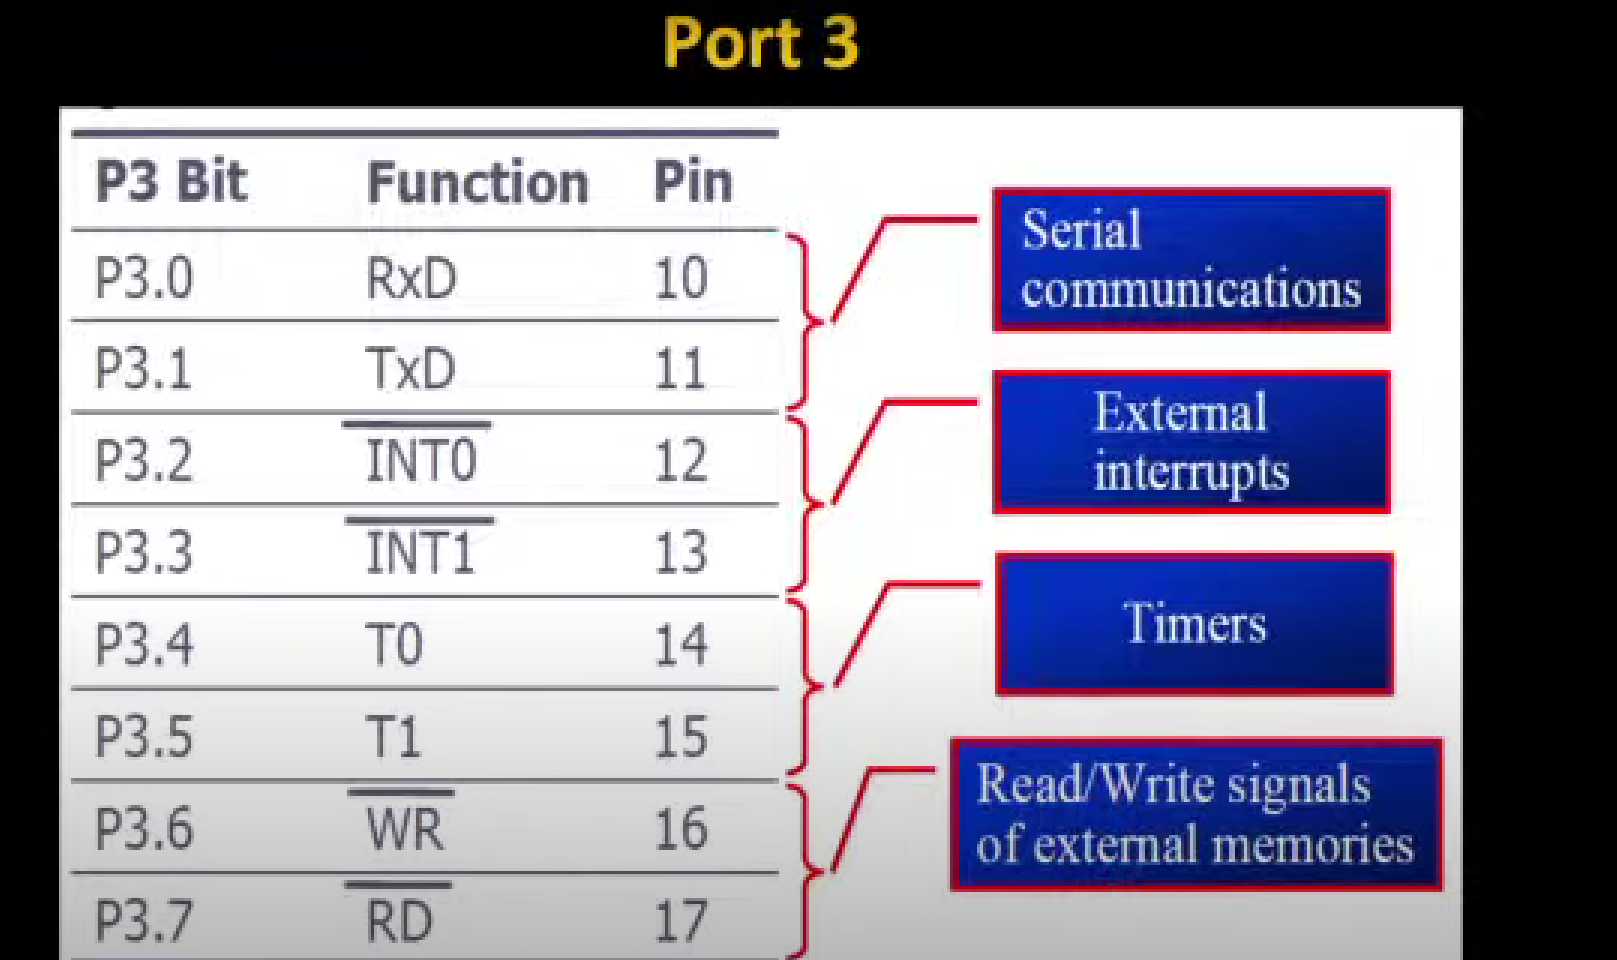 Port 3
P3 Bit Function Pin
P3.0 RxD 10
P3.1 TxD 11
P3.2 INT0 12
P3.3 INT1 13
P3.4 T0 14
P3.5 T1 15
P3.6 WR 16
P3.7 RD 17
Serial
communications
External
interrupts
Timers
Read/Write signals
of external memories